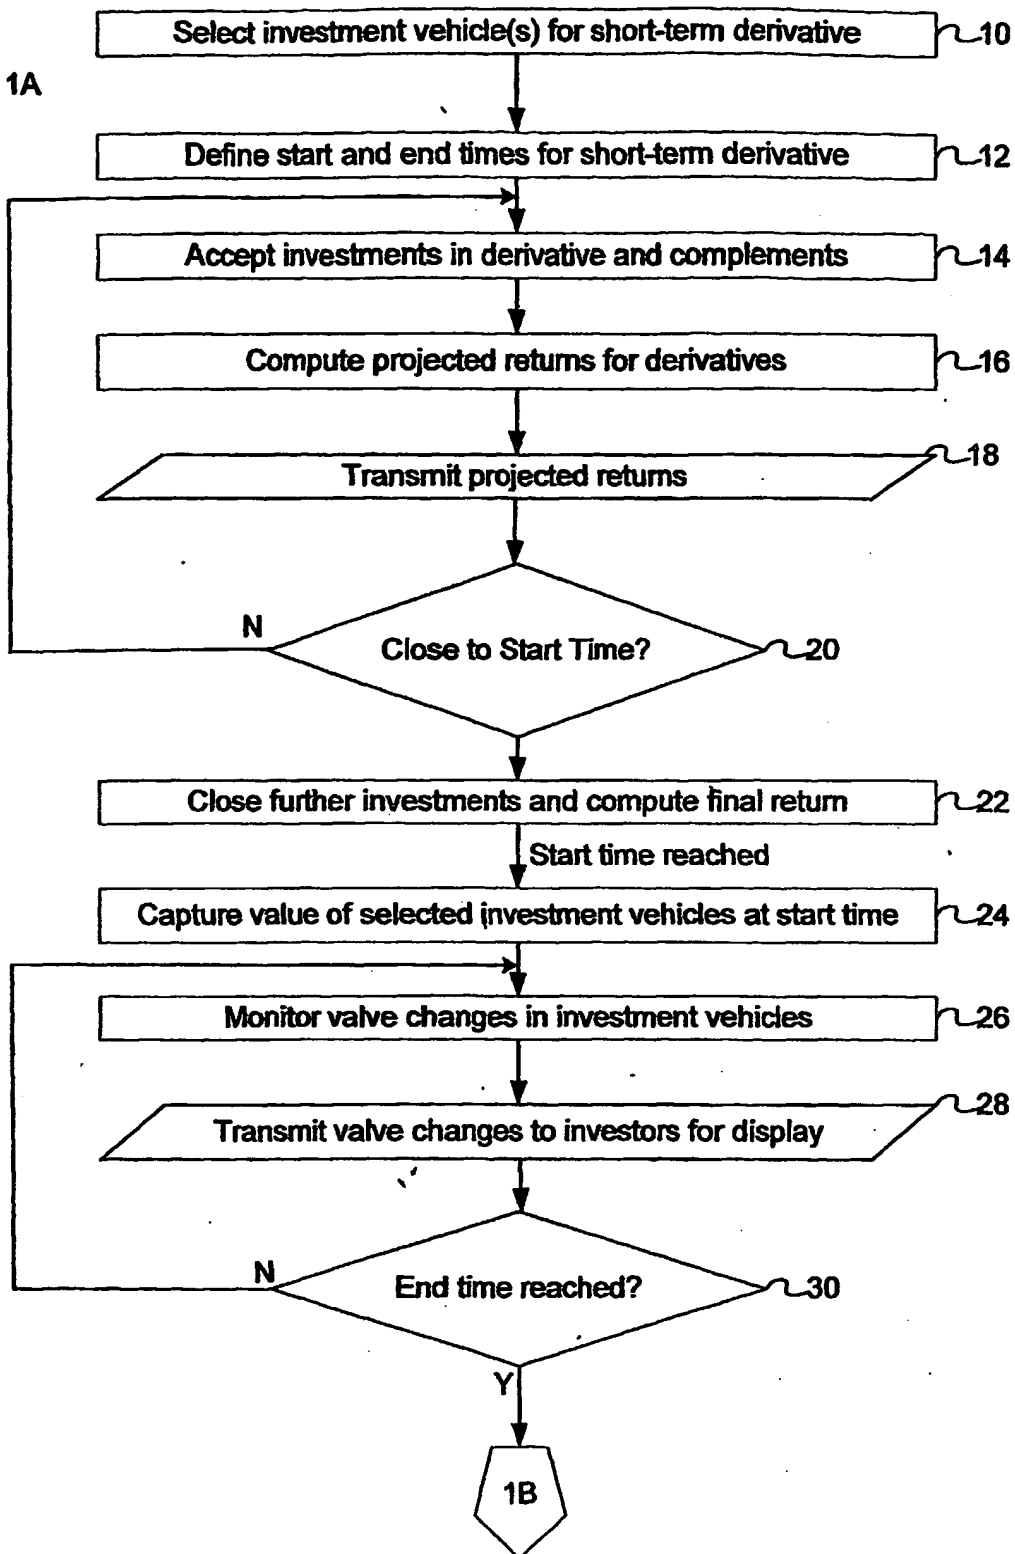 Select investment vehicle(s) for short-term derivative
10
1A
Define start and end times for short-term derivative
12
Accept investments in derivative and complements
14
Compute projected returns for derivatives
16
Transmit projected returns
18
N
Close to Start Time?
20
Close further investments and compute final return
22
Start time reached
Capture value of selected investment vehicles at start time
24
Monitor valve changes in investment vehicles
26
Transmit valve changes to investors for display
28
N
End time reached?
30
Y
1B